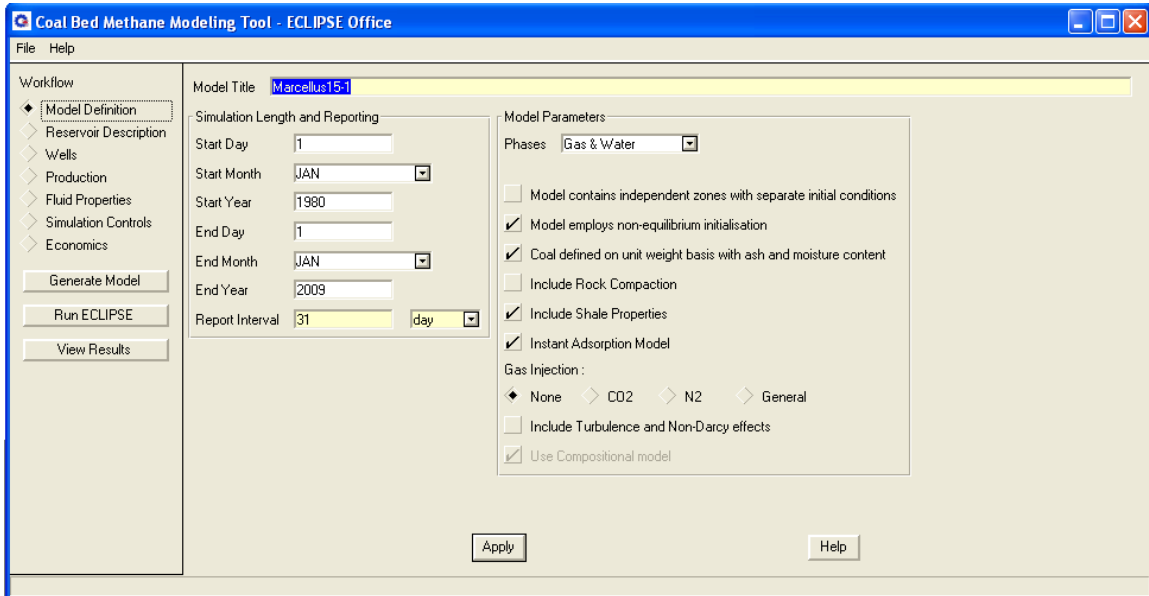 Coal Bed Methane Modeling Tool - ECLIPSE Office
File Help
Workflow
Model Definition
Reservoir Description
Wells
Production
Fluid Properties
Simulation Controls
Economics
Generate Model
Run ECLIPSE
View Results
Model Title Marcellus15-1
Simulation Length and Reporting
Start Day 1
Start Month JAN
Start Year 1980
End Day 1
End Month JAN
End Year 2009
Report Interval 31 day
Model Parameters
Phases Gas & Water
Model contains independent zones with separate initial conditions
Model employs non-equilibrium initialisation
Coal defined on unit weight basis with ash and moisture content
Include Rock Compaction
Include Shale Properties
Instant Adsorption Model
Gas Injection :
None CO2 N2 General
Include Turbulence and Non-Darcy effects
Use Compositional model
Apply Help